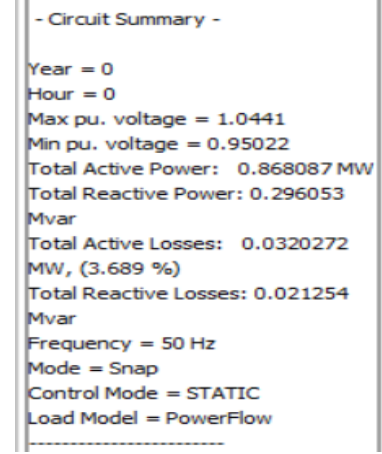 - Circuit Summary -
Year = 0
Hour = 0
Max pu. voltage = 1.0441
Min pu. voltage = 0.95022
Total Active Power: 0.868087 MW
Total Reactive Power: 0.296053
Mvar
Total Active Losses: 0.0320272
MW, (3.689 %)
Total Reactive Losses: 0.021254
Mvar
Frequency = 50 Hz
Mode = Snap
Control Mode = STATIC
Load Model = PowerFlow
------------------------